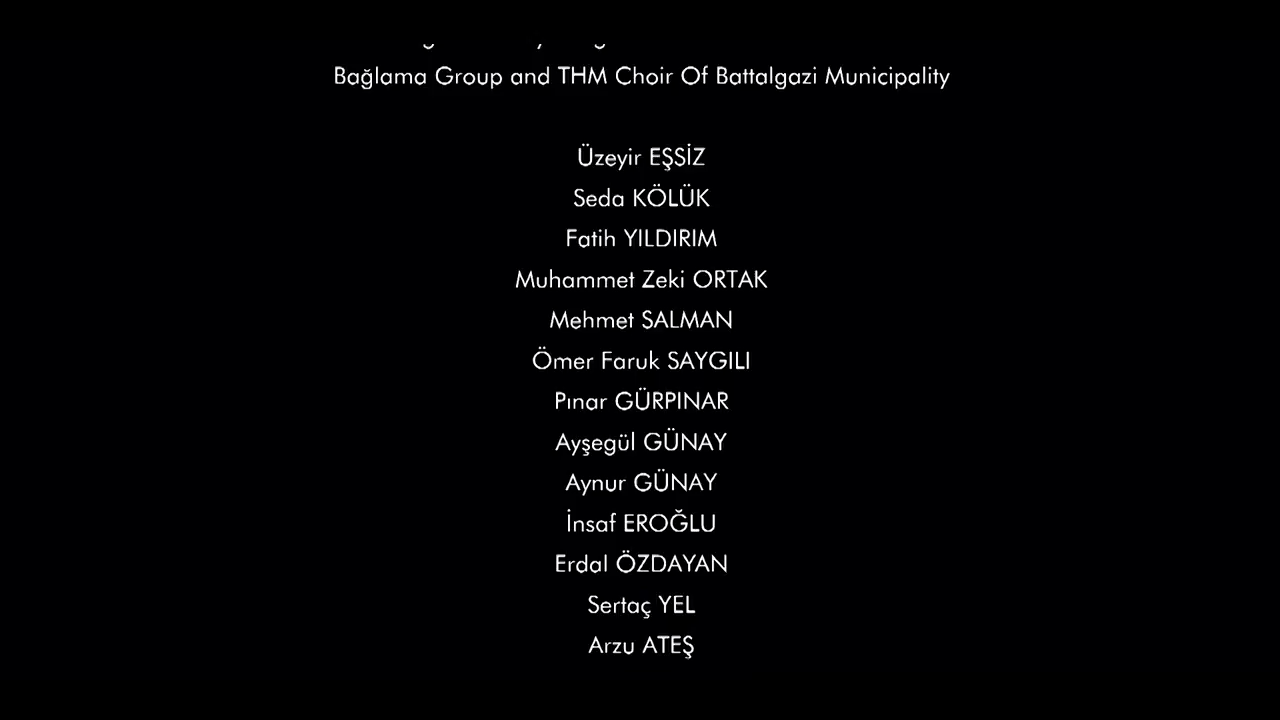 Bağlama Group and THM Choir Of Battalgazi Municipality
Üzeyir EŞSİZ
Seda KÖLÜK
Fatih YILDIRIM
Muhammet Zeki ORTAK
Mehmet SALMAN
Ömer Faruk SAYGILI
Pınar GÜRPINAR
Ayşegül GÜNAY
Aynur GÜNAY
İnsaf EROĞLU
Erdal ÖZDAYAN
Sertaç YEL
Arzu ATEŞ